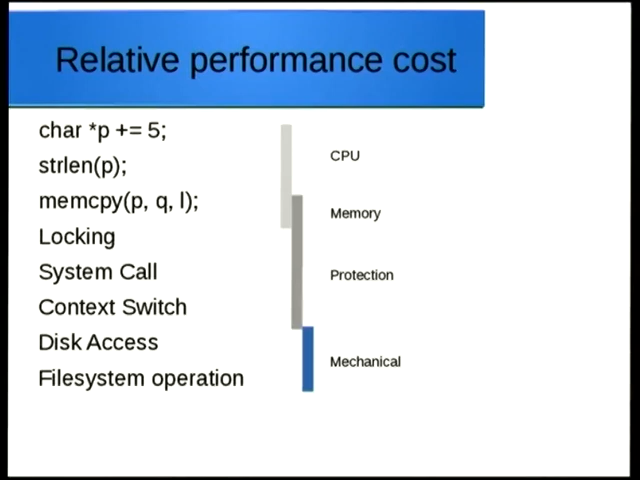 Relative performance cost
char *p += 5;
strlen(p);
memcpy(p, q, l);
Locking
System Call
Context Switch
Disk Access
Filesystem operation
CPU
Memory
Protection
Mechanical